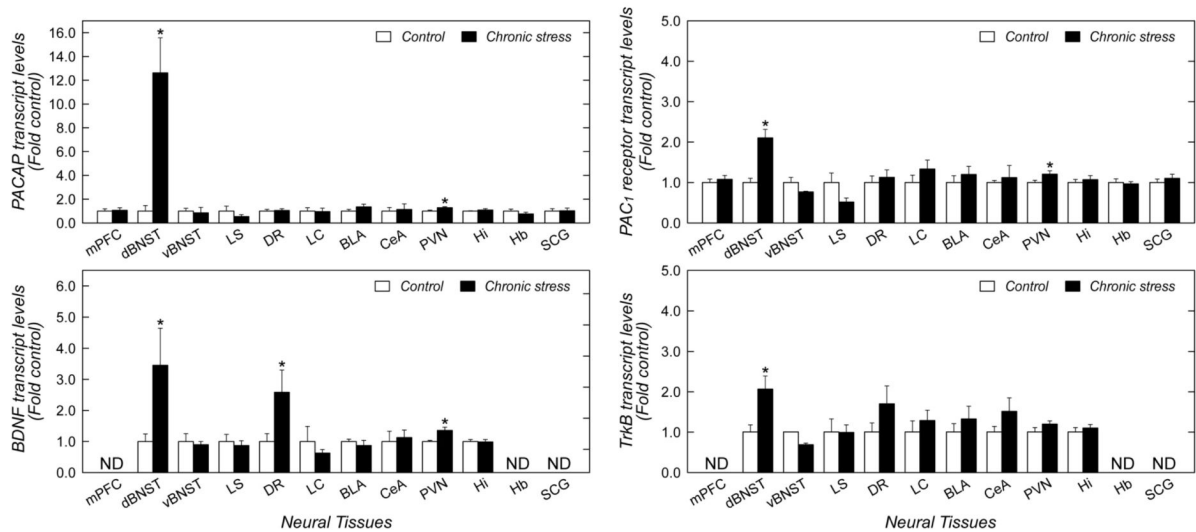 PACAP transcript levels
(Fold control)
16.0
14.0
12.0
10.0
8.0
6.0
4.0
2.0
0.0
*
*
Control
Chronic stress
mPFC
dBNST
vBNST
LS
DR
LC
BLA
CeA
PVN
Hi
Hb
SCG
PAC1 receptor transcript levels
(Fold control)
5.0
4.0
3.0
2.0
1.0
0.0
*
*
Control
Chronic stress
mPFC
dBNST
vBNST
LS
DR
LC
BLA
CeA
PVN
Hi
Hb
SCG
BDNF transcript levels
(Fold control)
6.0
5.0
4.0
3.0
2.0
1.0
0.0
*
*
*
Control
Chronic stress
ND
ND
ND
mPFC
dBNST
vBNST
LS
DR
LC
BLA
CeA
PVN
Hi
Hb
SCG
Neural Tissues
TrkB transcript levels
(Fold control)
5.0
4.0
3.0
2.0
1.0
0.0
*
Control
Chronic stress
ND
ND
ND
mPFC
dBNST
vBNST
LS
DR
LC
BLA
CeA
PVN
Hi
Hb
SCG
Neural Tissues